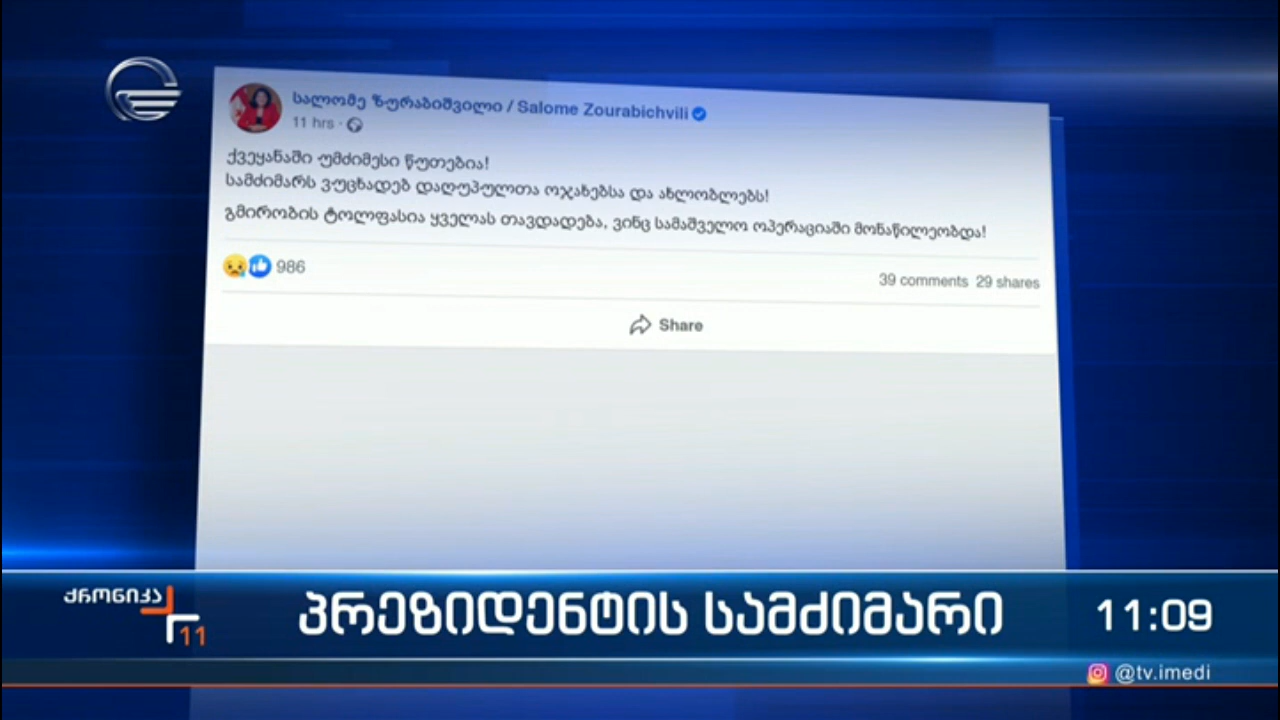 სალომე ზურაბიშვილი / Salome Zourabichvili
11 hrs ·
ქვეყანაში უმძიმესი წუთებია!
სამძიმარს ვუცხადებ დაღუპულთა ოჯახებსა და ახლობლებს!
გმირობის ტოლფასია ყველას თავდადება, ვინც სამაშველო ოპერაციაში მონაწილეობდა!
986
39 comments 29 shares
Share
ქრონიკა
11
პრეზიდენტის სამძიმარი
11:09
@tv.imedi